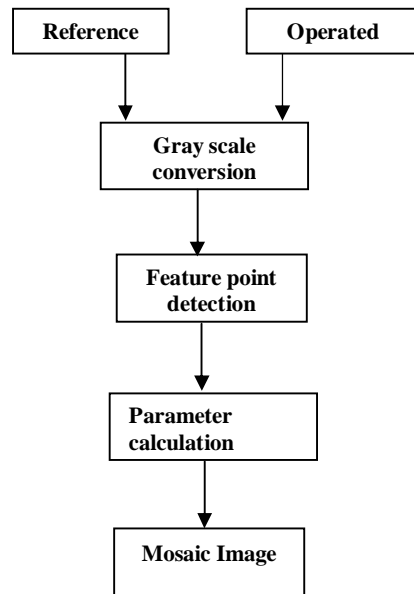 Reference
Operated
Gray scale
conversion
Feature point
detection
Parameter
calculation
Mosaic Image